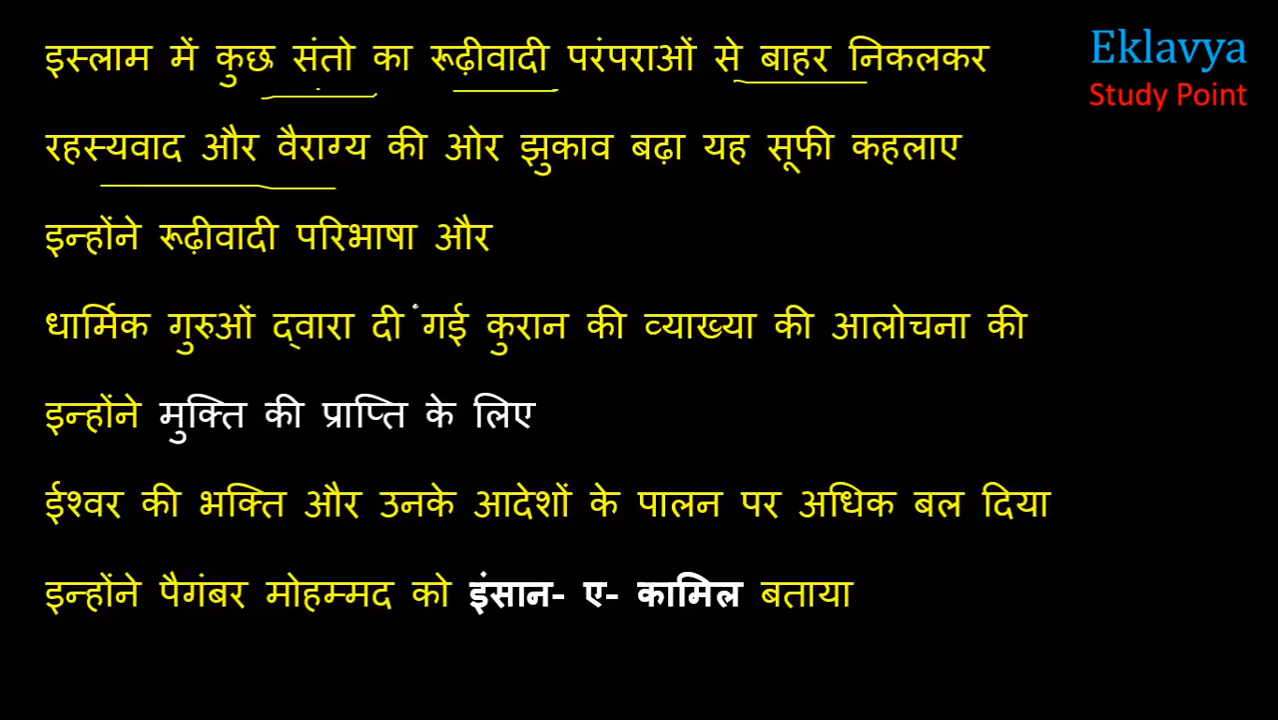 इस्लाम में कुछ संतो का रूढ़ीवादी परंपराओं से बाहर निकलकर
Eklavya
Study Point
रहस्यवाद और वैराग्य की ओर झुकाव बढ़ा यह सूफी कहलाए
इन्होंने रूढ़ीवादी परिभाषा और
धार्मिक गुरुओं द्वारा दी गई कुरान की व्याख्या की आलोचना की
इन्होंने मुक्ति की प्राप्ति के लिए
ईश्वर की भक्ति और उनके आदेशों के पालन पर अधिक बल दिया
इन्होंने पैगंबर मोहम्मद को इंसान- ए- कामिल बताया